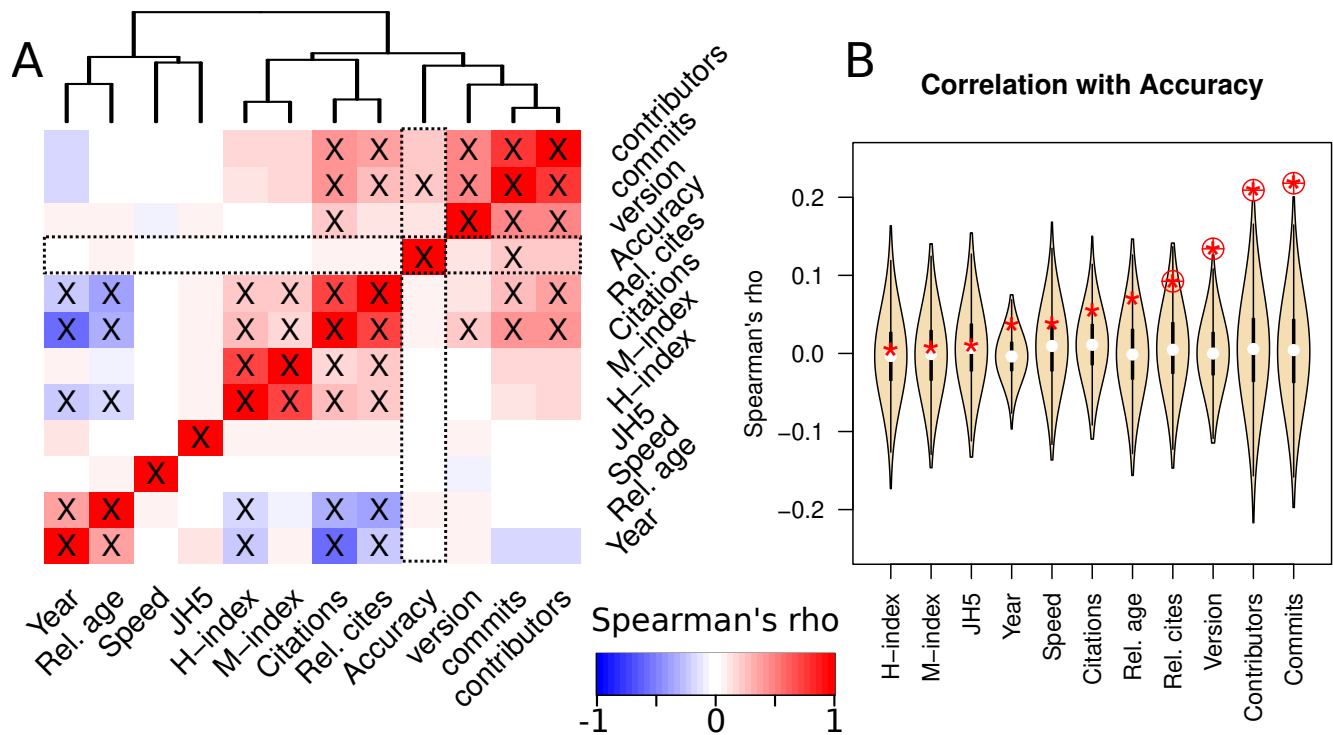 A
B
Correlation with Accuracy
X X X X X
X X X X X X
X X X X
X X
X X X X X X X X
X X X X X X X X X
X X X X
X X X X X X
X
X
X X X X X
X X X X X
contributors
commits
version
Accuracy
Rel. cites
Citations
M-index
H-index
JH5
Speed
Rel. age
Year
Year
Rel. age
Speed
JH5
H-index
M-index
Citations
Rel. cites
Accuracy
version
commits
contributors
Spearman's rho
-1 0 1
Spearman's rho
0.2
0.1
0.0
−0.1
−0.2
H−index
M−index
JH5
Year
Speed
Citations
Rel. age
Rel. cites
Version
Contributors
Commits